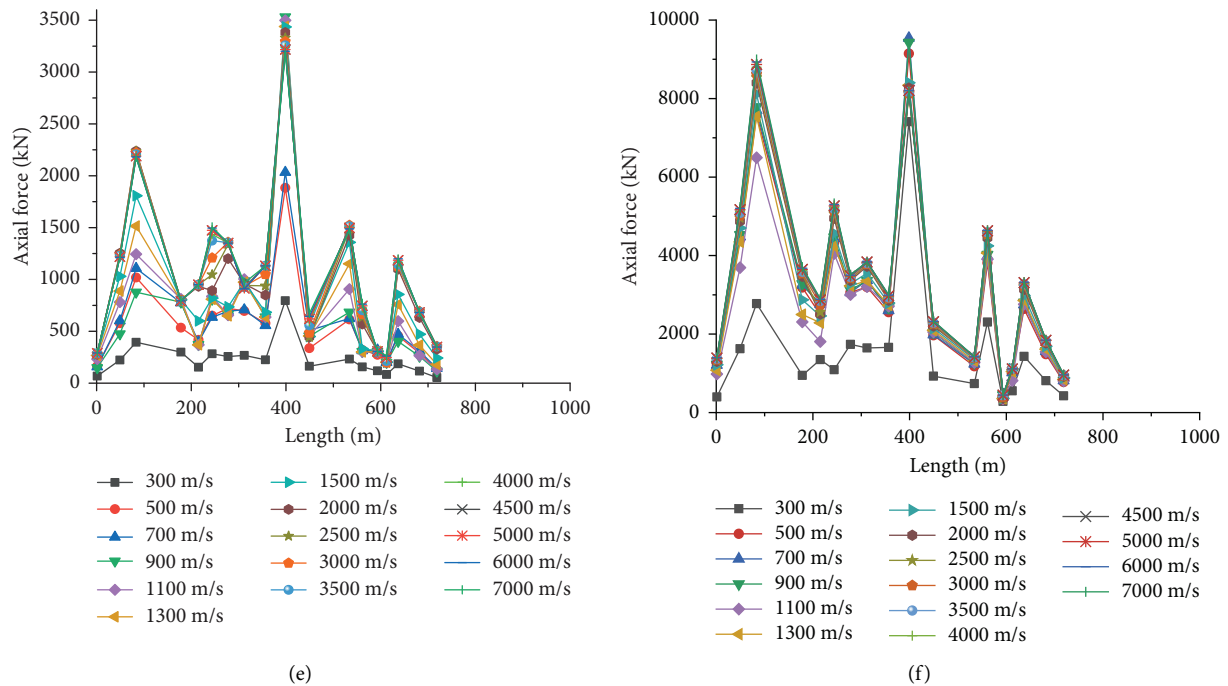 3500
3000
2500
2000
1500
1000
500
0
Axial force (kN)
0 200 400 600 800 1000
Length (m)
300 m/s
500 m/s
700 m/s
900 m/s
1100 m/s
1300 m/s
1500 m/s
2000 m/s
2500 m/s
3000 m/s
3500 m/s
4000 m/s
4500 m/s
5000 m/s
6000 m/s
7000 m/s
(e)
10000
8000
6000
4000
2000
0
Axial force (kN)
0 200 400 600 800 1000
Length (m)
300 m/s
500 m/s
700 m/s
900 m/s
1100 m/s
1300 m/s
1500 m/s
2000 m/s
2500 m/s
3000 m/s
3500 m/s
4000 m/s
4500 m/s
5000 m/s
6000 m/s
7000 m/s
(f)